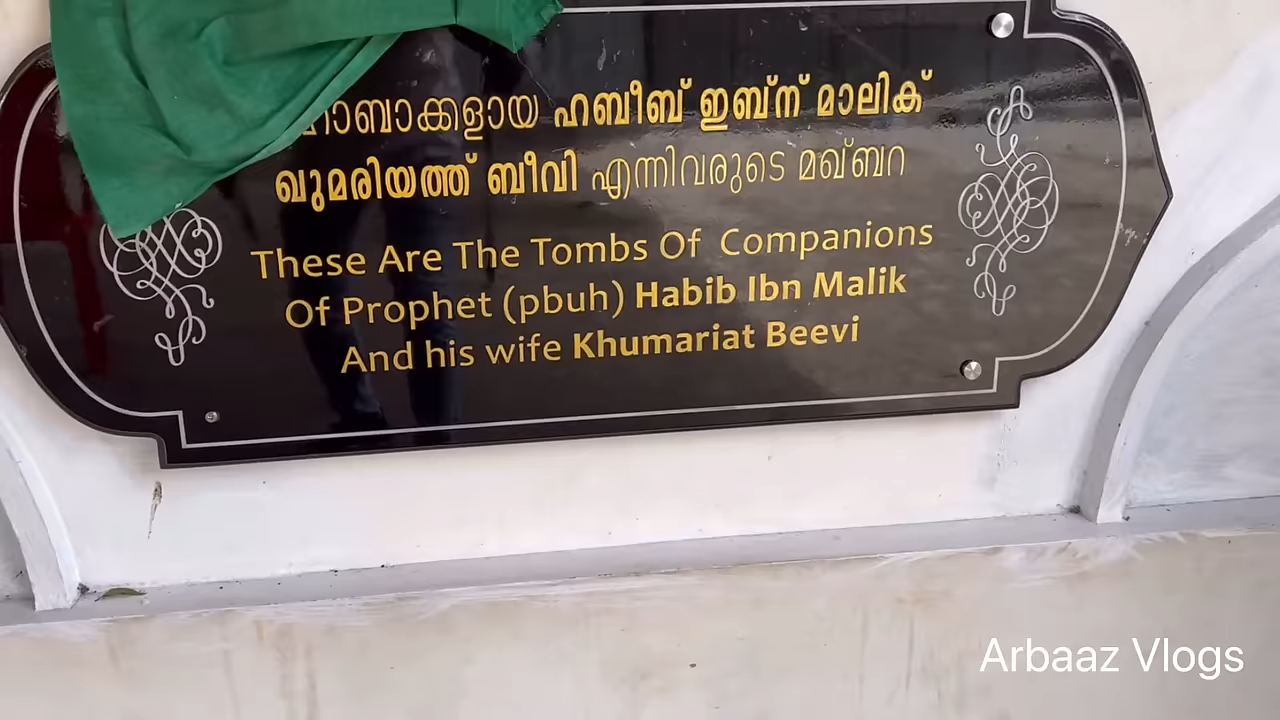 ഹബീബ് ഇബ്ന് മാലിക്
ഖുമരിയത്ത് ബീവി എന്നിവരുടെ മഖ്ബറ
These Are The Tombs Of Companions
Of Prophet (pbuh) Habib Ibn Malik
And his wife Khumariat Beevi
Arbaaz Vlogs